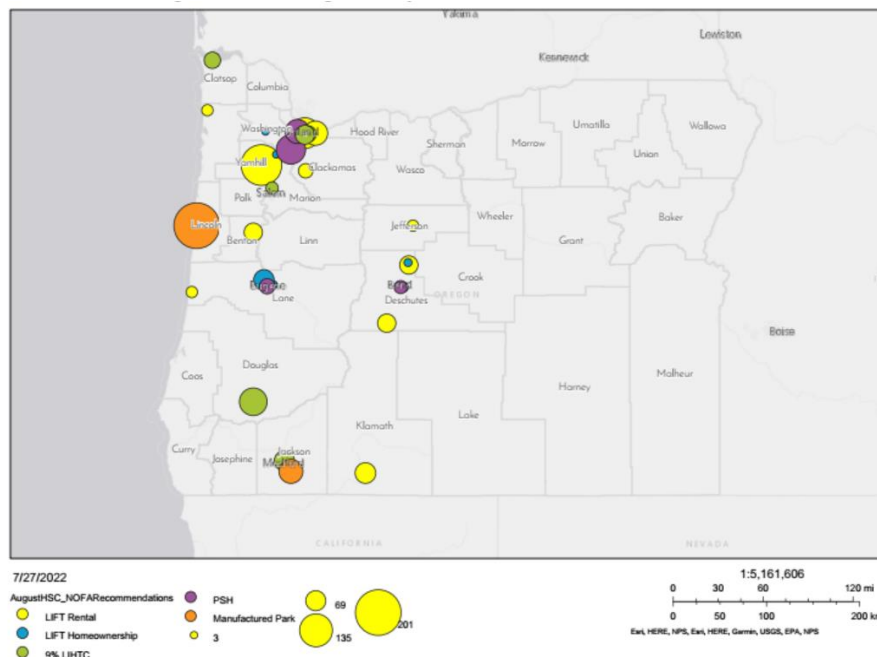 Yakima
Lewiston
Kennewick
Clatsop
Columbia
Washington
Hood River
Umatilla
Wallowa
Morrow
Sherman
Union
Yamhill
Clackamas
Wasco
Salem
Polk
Marion
Baker
Wheeler
Lincoln
Jefferson
Benton
Linn
Grant
Crook
Eugene
Bend
Lane
OREGON
Deschutes
Boise
Douglas
Coos
Malheur
Harney
Klamath
Lake
Curry
Josephine
Jackson
Medford
CALIFORNIA
NEVADA
7/27/2022
AugustHSC_NOFARecommendations
LIFT Rental
LIFT Homeownership
9% LIHTC
PSH
Manufactured Park
3
69
135
201
1:5,161,606
0 30 60 120 mi
0 50 100 200 km
Esri, HERE, NPS, Esri, HERE, Garmin, USGS, EPA, NPS